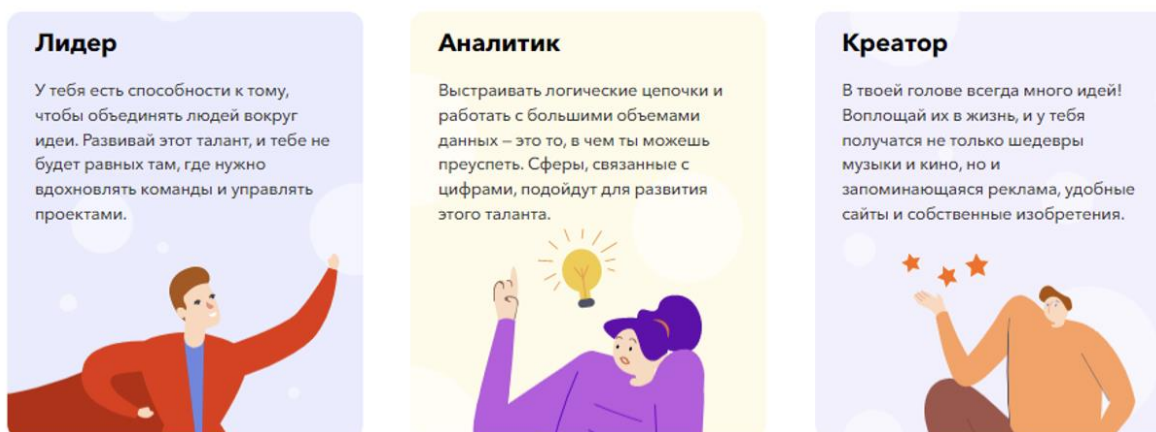 Лидер
У тебя есть способности к тому,
чтобы объединять людей вокруг
идеи. Развивай этот талант, и тебе не
будет равных там, где нужно
вдохновлять команды и управлять
проектами.
Аналитик
Выстраивать логические цепочки и
работать с большими объемами
данных – это то, в чем ты можешь
преуспеть. Сферы, связанные с
цифрами, подойдут для развития
этого таланта.
Креатор
В твоей голове всегда много идей!
Воплощай их в жизнь, и у тебя
получатся не только шедевры
музыки и кино, но и
запоминающаяся реклама, удобные
сайты и собственные изобретения.